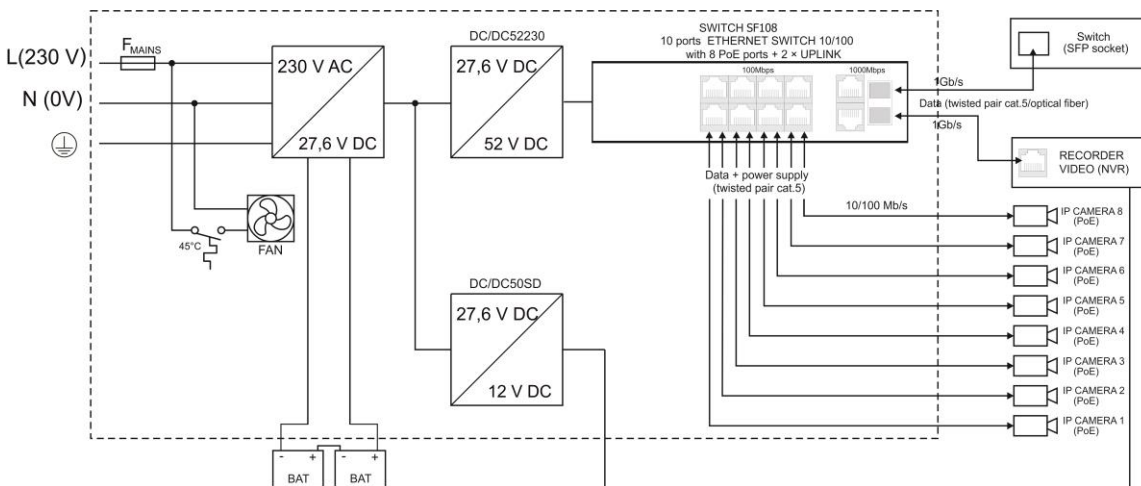 SWITCH SF108
10 ports ETHERNET SWITCH 10/100
with 8 PoE ports + 2 × UPLINK
DC/DC52230
L(230 V)
FMAINS
230 V AC
27,6 V DC
27,6 V DC
52 V DC
N (0V)
100Mbps
1000Mbps
1Gb/s
Switch
(SFP socket)
Data (twisted pair cat.5/optical fiber)
1Gb/s
RECORDER
VIDEO (NVR)
Data + power supply
(twisted pair cat.5)
10/100 Mb/s
45°C
FAN
IP CAMERA 8
(PoE)
IP CAMERA 7
(PoE)
IP CAMERA 6
(PoE)
IP CAMERA 5
(PoE)
IP CAMERA 4
(PoE)
IP CAMERA 3
(PoE)
IP CAMERA 2
(PoE)
IP CAMERA 1
(PoE)
DC/DC50SD
27,6 V DC
12 V DC
- +
- +
BAT
BAT